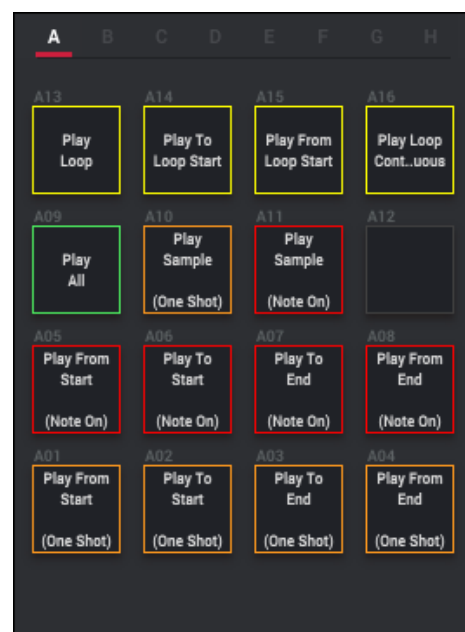 A B C D E F G H
A13 A14 A15 A16
Play Play To Play From Play Loop
Loop Loop Start Loop Start Cont..uous
A09 A10 A11 A12
Play Play
Play Sample Sample
All
(One Shot) (Note On)
A05 A06 A07 A08
Play From Play To Play To Play From
Start Start End End
(Note On) (Note On) (Note On) (Note On)
A01 A02 A03 A04
Play From Play To Play To Play From
Start Start End End
(One Shot) (One Shot) (One Shot) (One Shot)